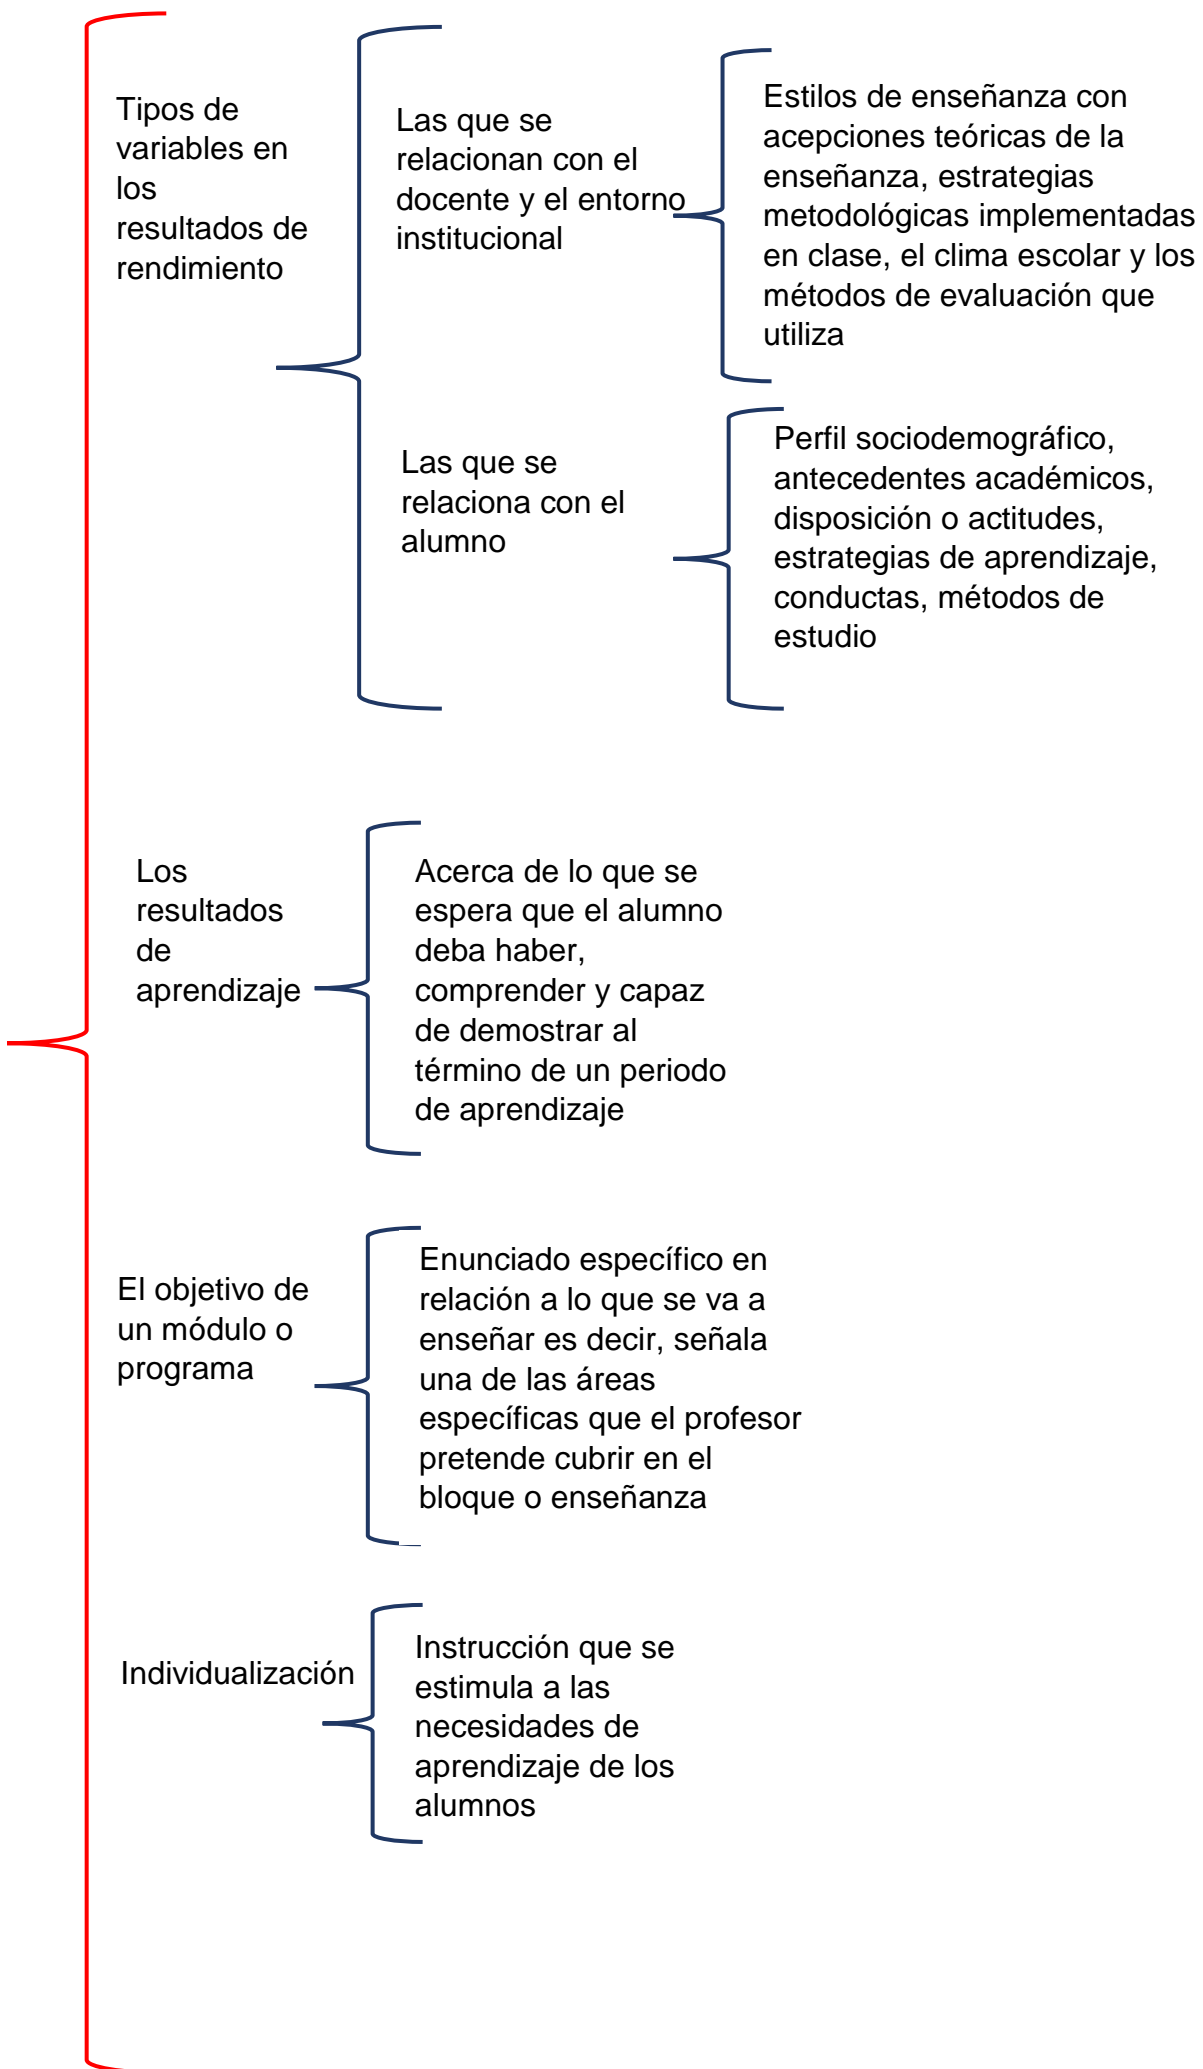 Tipos de
variables en
los
resultados de
rendimiento
Las que se
relacionan con el
docente y el entorno
institucional
Estilos de enseñanza con
acepciones teóricas de la
enseñanza, estrategias
metodológicas implementadas
en clase, el clima escolar y los
métodos de evaluación que
utiliza
Las que se
relaciona con el
alumno
Perfil sociodemográfico,
antecedentes académicos,
disposición o actitudes,
estrategias de aprendizaje,
conductas, métodos de
estudio
Los
resultados
de
aprendizaje
Acerca de lo que se
espera que el alumno
deba haber,
comprender y capaz
de demostrar al
término de un periodo
de aprendizaje
El objetivo de
un módulo o
programa
Enunciado específico en
relación a lo que se va a
enseñar es decir, señala
una de las áreas
específicas que el profesor
pretende cubrir en el
bloque o enseñanza
Individualización
Instrucción que se
estimula a las
necesidades de
aprendizaje de los
alumnos